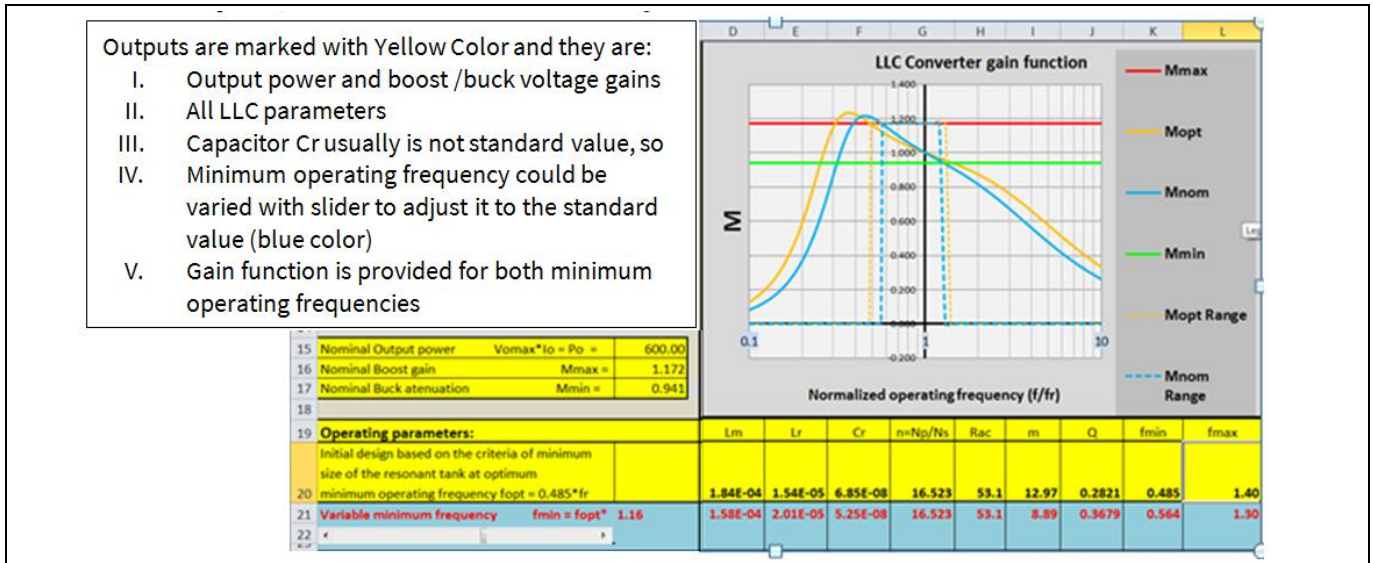 Outputs are marked with Yellow Color and they are:
I. Output power and boost /buck voltage gains
II. All LLC parameters
III. Capacitor Cr usually is not standard value, so
IV. Minimum operating frequency could be
varied with slider to adjust it to the standard
value (blue color)
V. Gain function is provided for both minimum
operating frequencies
D E F G H I J K L
LLC Converter gain function
1.400
1.200
1.000
0.800
0.600
0.400
0.200
0.000
-0.200
M
0.1 1 10
Normalized operating frequency (f/fr)
Mmax
Mopt
Mnom
Mmin
Mopt Range
Mnom
Range
15 Nominal Output power Vomax*Io = Po = 600.00
16 Nominal Boost gain Mmax = 1.172
17 Nominal Buck atenuation Mmin = 0.941
18
19 Operating parameters: Lm Lr Cr n=Np/Ns Rac m Q fmin fmax
Initial design based on the criteria of minimum
size of the resonant tank at optimum
20 minimum operating frequency fopt = 0.485*fr 1.84E-04 1.54E-05 6.85E-08 16.523 53.1 12.97 0.2821 0.485 1.40
21 Variable minimum frequency fmin = fopt* 1.16 1.58E-04 2.01E-05 5.25E-08 16.523 53.1 8.89 0.3679 0.564 1.30
22